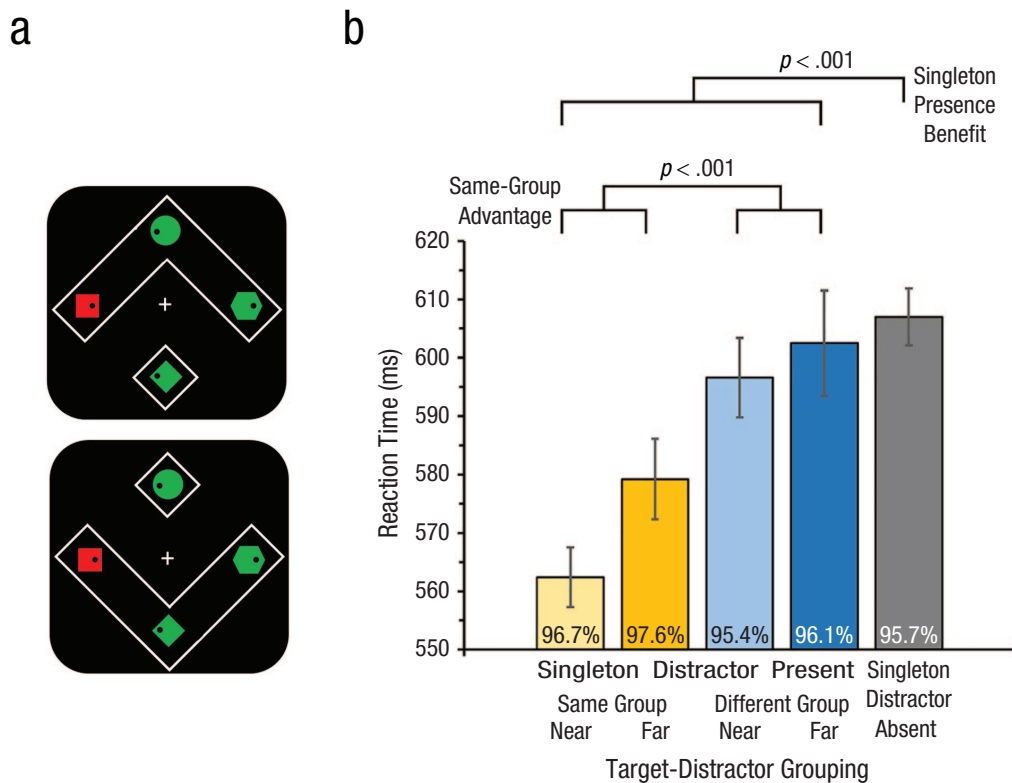 a
b
p < .001
Singleton
Presence
Benefit
p < .001
Same-Group
Advantage
620
610
600
590
580
570
560
550
Reaction Time (ms)
96.7% 97.6% 95.4% 96.1% 95.7%
Singleton Distractor Present
Singleton
Distractor
Absent
Same Group Different Group
Near Far Near Far
Target-Distractor Grouping